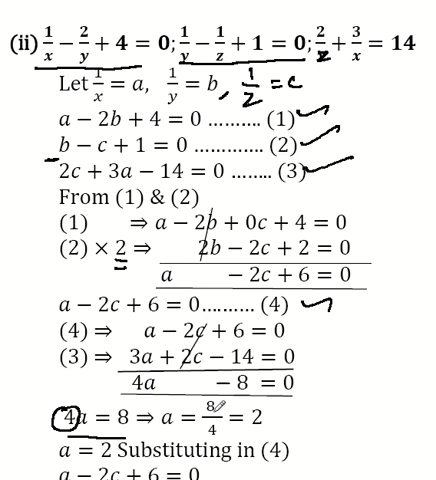 (ii) 1/x − 2/y + 4 = 0; 1/y − 1/z + 1 = 0; 2/z + 3/x = 14
Let 1/x = a, 1/y = b, 1/z = c
a − 2b + 4 = 0 .......... (1)
b − c + 1 = 0 ............. (2)
2c + 3a − 14 = 0 ........ (3)
From (1) & (2)
(1) ⇒ a − 2b + 0c + 4 = 0
(2) × 2 ⇒ 2b − 2c + 2 = 0
a − 2c + 6 = 0
a − 2c + 6 = 0.......... (4)
(4) ⇒ a − 2c + 6 = 0
(3) ⇒ 3a + 2c − 14 = 0
4a − 8 = 0
4a = 8 ⇒ a = 8/4 = 2
a = 2 Substituting in (4)
a − 2c + 6 = 0